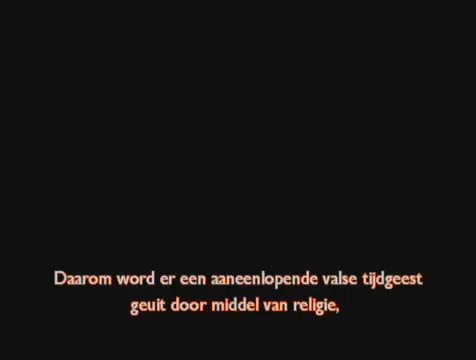 Daarom word er een aaneenlopende valse tijdgeest
geuit door middel van religie,